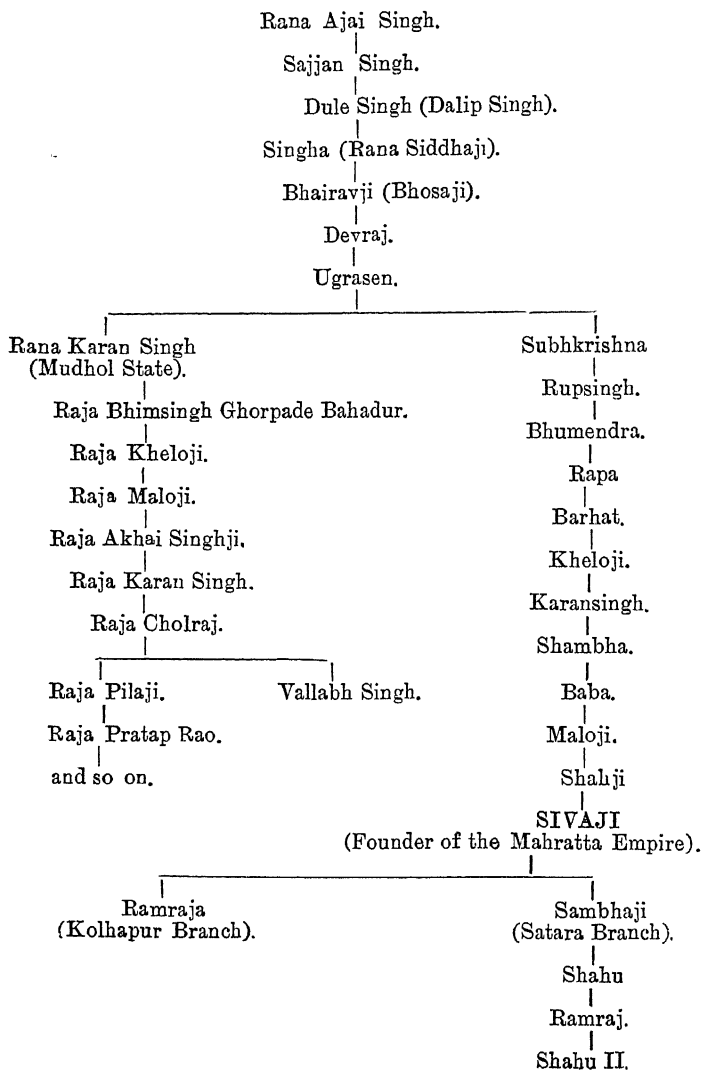 Rana Ajai Singh.
Sajjan Singh.
Dule Singh (Dalip Singh).
Singha (Rana Siddhaji).
Bhairavji (Bhosaji).
Devraj.
Ugrasen.
Rana Karan Singh
(Mudhol State).
Raja Bhimsingh Ghorpade Bahadur.
Raja Kheloji.
Raja Maloji.
Raja Akhai Singhji.
Raja Karan Singh.
Raja Cholraj.
Raja Pilaji.
Vallabh Singh.
Raja Pratap Rao.
and so on.
Subhkrishna
Rupsingh.
Bhumendra.
Rapa
Barhat.
Kheloji.
Karansingh.
Shambha.
Baba.
Maloji.
Shahji
SIVAJI
(Founder of the Mahratta Empire).
Ramraja
(Kolhapur Branch).
Sambhaji
(Satara Branch).
Shahu
Ramraj.
Shahu II.